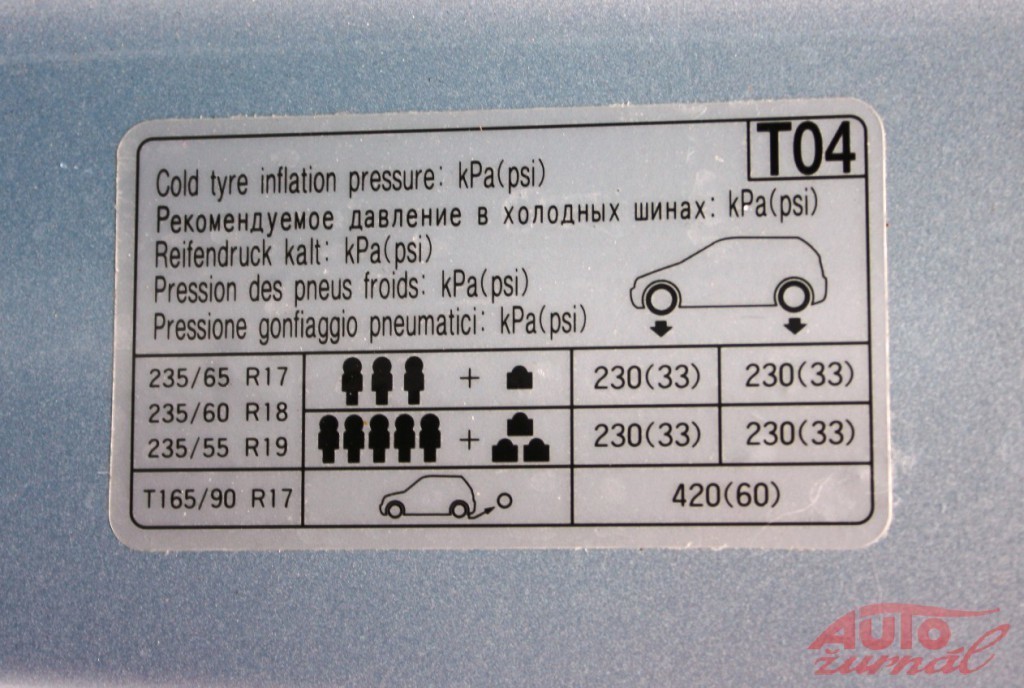 T04
Cold tyre inflation pressure: kPa(psi)
Рекомендуемое давление в холодных шинах: kPa(psi)
Reifendruck kalt: kPa(psi)
Pression des pneus froids: kPa(psi)
Pressione gonfiaggio pneumatici: kPa(psi)
235/65 R17 + 230(33) 230(33)
235/60 R18
235/55 R19 + 230(33) 230(33)
T165/90 R17 420(60)
AUTO
žurnál